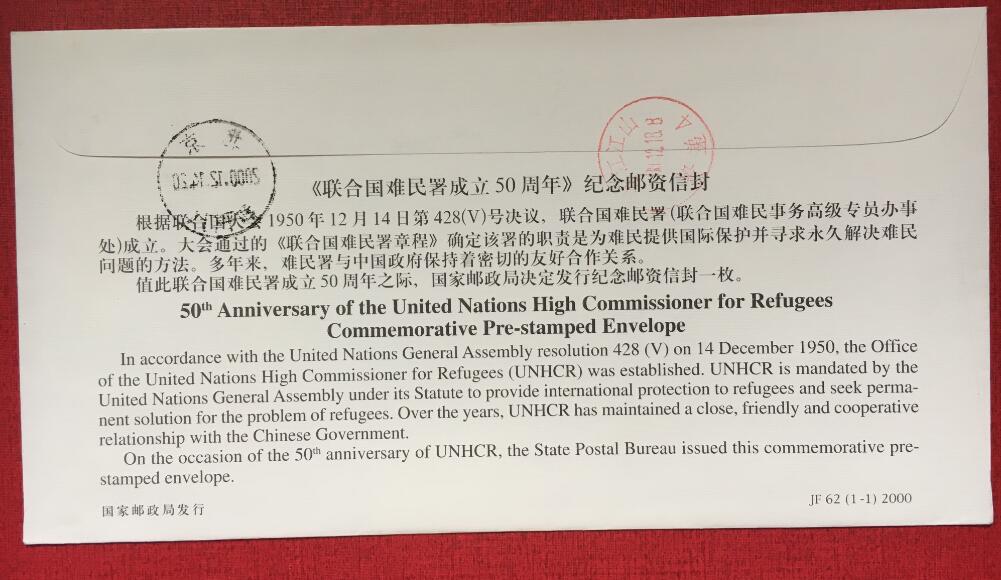 《联合国难民署成立50周年》纪念邮资信封
根据联合国大会1950年12月14日第428(V)号决议，联合国难民署(联合国难民事务高级专员办事
处)成立。大会通过的《联合国难民署章程》确定该署的职责是为难民提供国际保护并寻求永久解决难民
问题的方法。多年来，难民署与中国政府保持着密切的友好合作关系。
值此联合国难民署成立50周年之际，国家邮政局决定发行纪念邮资信封一枚。
50th Anniversary of the United Nations High Commissioner for Refugees
Commemorative Pre-stamped Envelope
In accordance with the United Nations General Assembly resolution 428 (V) on 14 December 1950, the Office
of the United Nations High Commissioner for Refugees (UNHCR) was established. UNHCR is mandated by the
United Nations General Assembly under its Statute to provide international protection to refugees and seek perma-
nent solution for the problem of refugees. Over the years, UNHCR has maintained a close, friendly and cooperative
relationship with the Chinese Government.
On the occasion of the 50th anniversary of UNHCR, the State Postal Bureau issued this commemorative pre-
stamped envelope.
国家邮政局发行
JF 62 (1-1) 2000
2000.12.14.20